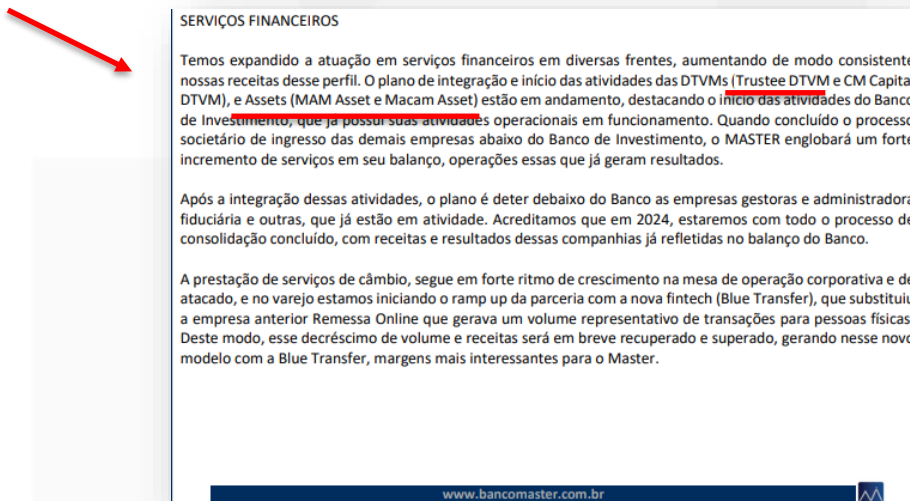 SERVIÇOS FINANCEIROS
Temos expandido a atuação em serviços financeiros em diversas frentes, aumentando de modo consistente
nossas receitas desse perfil. O plano de integração e início das atividades das DTVMs (Trustee DTVM e CM Capital
DTVM), e Assets (MAM Asset e Macam Asset) estão em andamento, destacando o início das atividades do Banco
de Investimento, que já possui suas atividades operacionais em funcionamento. Quando concluído o processo
societário de ingresso das demais empresas abaixo do Banco de Investimento, o MASTER englobará um forte
incremento de serviços em seu balanço, operações essas que já geram resultados.
Após a integração dessas atividades, o plano é deter debaixo do Banco as empresas gestoras e administradora
fiduciária e outras, que já estão em atividade. Acreditamos que em 2024, estaremos com todo o processo de
consolidação concluído, com receitas e resultados dessas companhias já refletidas no balanço do Banco.
A prestação de serviços de câmbio, segue em forte ritmo de crescimento na mesa de operação corporativa e de
atacado, e no varejo estamos iniciando o ramp up da parceria com a nova fintech (Blue Transfer), que substituiu
a empresa anterior Remessa Online que gerava um volume representativo de transações para pessoas físicas.
Deste modo, esse decréscimo de volume e receitas será em breve recuperado e superado, gerando nesse novo
modelo com a Blue Transfer, margens mais interessantes para o Master.
www.bancomaster.com.br